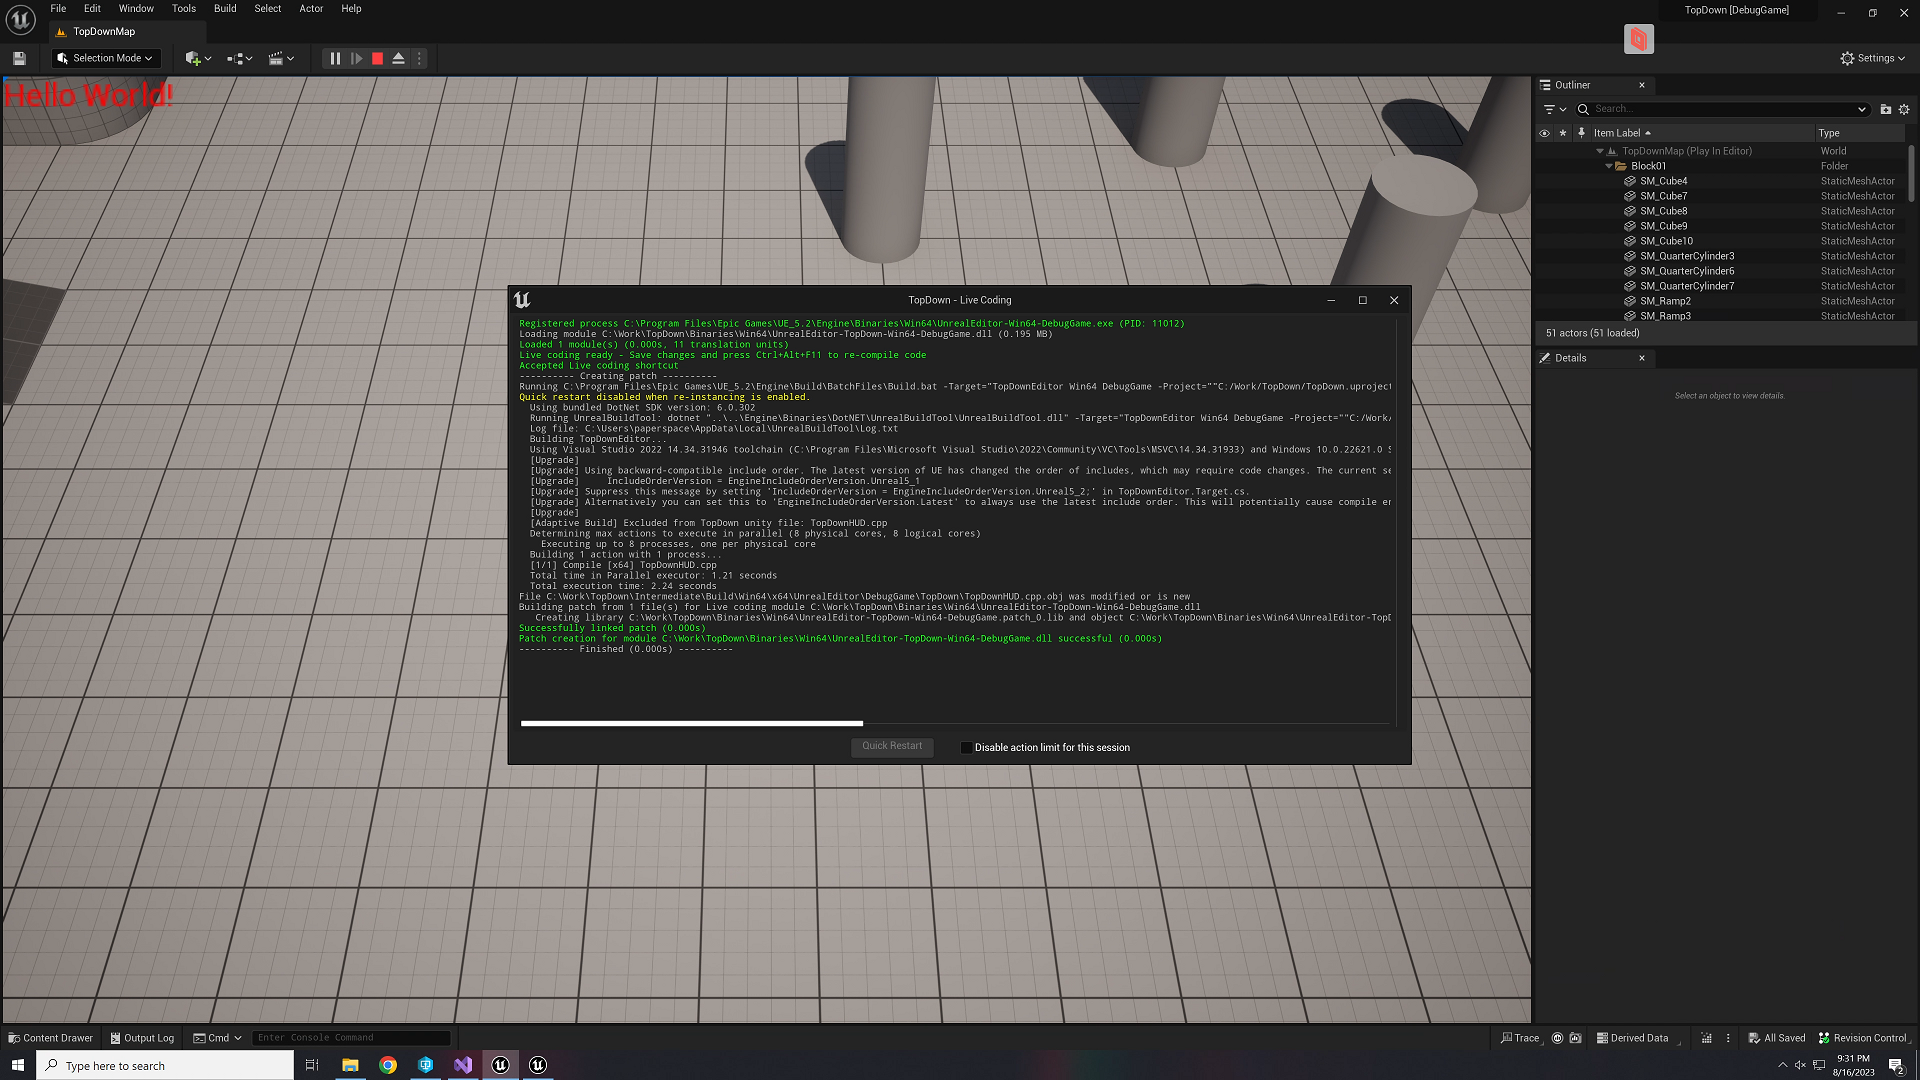 File Edit Window Tools Build Select Actor Help
TopDown [DebugGame]
TopDownMap
Selection Mode
Settings
Hello World!
Outliner
Search...
Item Label Type
TopDownMap (Play In Editor) World
Block01 Folder
SM_Cube4 StaticMeshActor
SM_Cube7 StaticMeshActor
SM_Cube8 StaticMeshActor
SM_Cube9 StaticMeshActor
SM_Cube10 StaticMeshActor
SM_QuarterCylinder3 StaticMeshActor
SM_QuarterCylinder6 StaticMeshActor
SM_QuarterCylinder7 StaticMeshActor
SM_Ramp2 StaticMeshActor
SM_Ramp3 StaticMeshActor
51 actors (51 loaded)
Details
Select an object to view details.
TopDown - Live Coding
Registered process C:\Program Files\Epic Games\UE_5.2\Engine\Binaries\Win64\UnrealEditor-Win64-DebugGame.exe (PID: 11012)
Loading module C:\Work\TopDown\Binaries\Win64\UnrealEditor-TopDown-Win64-DebugGame.dll (0.195 MB)
Loaded 1 module(s) (0.000s, 11 translation units)
Live coding ready - Save changes and press Ctrl+Alt+F11 to re-compile code
Accepted Live coding shortcut
---------- Creating patch ----------
Running C:\Program Files\Epic Games\UE_5.2\Engine\Build\BatchFiles\Build.bat -Target="TopDownEditor Win64 DebugGame -Project=""C:/Work/TopDown/TopDown.uproject
Quick restart disabled when re-instancing is enabled.
Using bundled DotNet SDK version: 6.0.302
Running UnrealBuildTool: dotnet "..\..\Engine\Binaries\DotNET\UnrealBuildTool\UnrealBuildTool.dll" -Target="TopDownEditor Win64 DebugGame -Project=""C:/Work/
Log file: C:\Users\paperspace\AppData\Local\UnrealBuildTool\Log.txt
Building TopDownEditor...
Using Visual Studio 2022 14.34.31946 toolchain (C:\Program Files\Microsoft Visual Studio\2022\Community\VC\Tools\MSVC\14.34.31933) and Windows 10.0.22621.0 S
[Upgrade]
[Upgrade] Using backward-compatible include order. The latest version of UE has changed the order of includes, which may require code changes. The current se
[Upgrade] IncludeOrderVersion = EngineIncludeOrderVersion.Unreal5_1
[Upgrade] Suppress this message by setting 'IncludeOrderVersion = EngineIncludeOrderVersion.Unreal5_2;' in TopDownEditor.Target.cs.
[Upgrade] Alternatively you can set this to 'EngineIncludeOrderVersion.Latest' to always use the latest include order. This will potentially cause compile er
[Upgrade]
[Adaptive Build] Excluded from TopDown unity file: TopDownHUD.cpp
Determining max actions to execute in parallel (8 physical cores, 8 logical cores)
Executing up to 8 processes, one per physical core
Building 1 action with 1 process...
[1/1] Compile [x64] TopDownHUD.cpp
Total time in Parallel executor: 1.21 seconds
Total execution time: 2.24 seconds
File C:\Work\TopDown\Intermediate\Build\Win64\x64\UnrealEditor\DebugGame\TopDown\TopDownHUD.cpp.obj was modified or is new
Building patch from 1 file(s) for Live coding module C:\Work\TopDown\Binaries\Win64\UnrealEditor-TopDown-Win64-DebugGame.dll
Creating library C:\Work\TopDown\Binaries\Win64\UnrealEditor-TopDown-Win64-DebugGame.patch_0.lib and object C:\Work\TopDown\Binaries\Win64\UnrealEditor-TopD
Successfully linked patch (0.000s)
Patch creation for module C:\Work\TopDown\Binaries\Win64\UnrealEditor-TopDown-Win64-DebugGame.dll successful (0.000s)
---------- Finished (0.000s) ----------
Quick Restart
Disable action limit for this session
Content Drawer Output Log Cmd Enter Console Command Trace Derived Data All Saved Revision Control
Type here to search
9:31 PM
8/16/2023
2